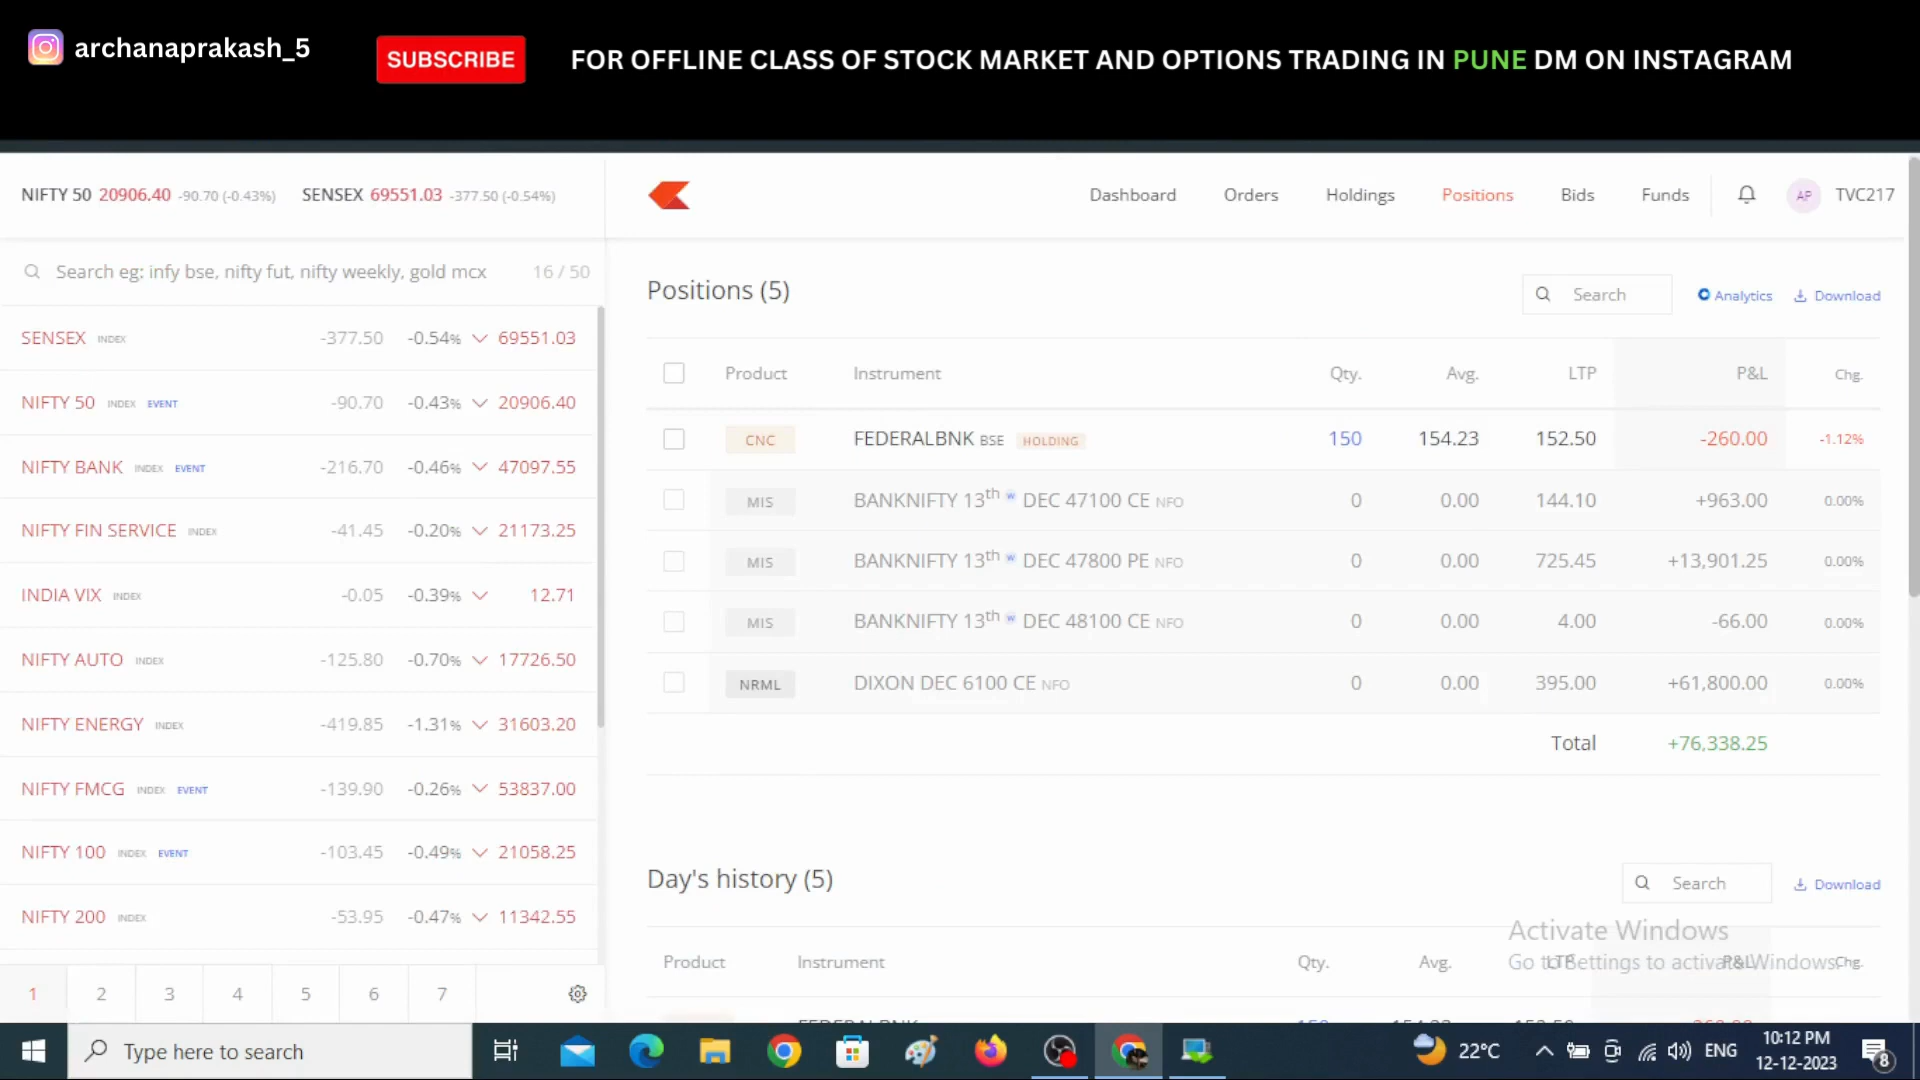 archanaprakash_5
SUBSCRIBE
FOR OFFLINE CLASS OF STOCK MARKET AND OPTIONS TRADING IN PUNE DM ON INSTAGRAM
NIFTY 50 20906.40 -90.70 (-0.43%) SENSEX 69551.03 -377.50 (-0.54%)
Dashboard Orders Holdings Positions Bids Funds AP TVC217
Search eg: infy bse, nifty fut, nifty weekly, gold mcx 16 / 50
SENSEX INDEX -377.50 -0.54% 69551.03
NIFTY 50 INDEX EVENT -90.70 -0.43% 20906.40
NIFTY BANK INDEX EVENT -216.70 -0.46% 47097.55
NIFTY FIN SERVICE INDEX -41.45 -0.20% 21173.25
INDIA VIX INDEX -0.05 -0.39% 12.71
NIFTY AUTO INDEX -125.80 -0.70% 17726.50
NIFTY ENERGY INDEX -419.85 -1.31% 31603.20
NIFTY FMCG INDEX EVENT -139.90 -0.26% 53837.00
NIFTY 100 INDEX EVENT -103.45 -0.49% 21058.25
NIFTY 200 INDEX -53.95 -0.47% 11342.55
1 2 3 4 5 6 7
Positions (5) Search Analytics Download
Product Instrument Qty. Avg. LTP P&L Chg.
CNC FEDERALBNK BSE HOLDING 150 154.23 152.50 -260.00 -1.12%
MIS BANKNIFTY 13th w DEC 47100 CE NFO 0 0.00 144.10 +963.00 0.00%
MIS BANKNIFTY 13th w DEC 47800 PE NFO 0 0.00 725.45 +13,901.25 0.00%
MIS BANKNIFTY 13th w DEC 48100 CE NFO 0 0.00 4.00 -66.00 0.00%
NRML DIXON DEC 6100 CE NFO 0 0.00 395.00 +61,800.00 0.00%
Total +76,338.25
Day's history (5) Search Download
Activate Windows
Product Instrument Qty. Avg. LTP P&L Chg.
Go to Settings to activate Windows.
FEDERALBNK 150 154.23 152.50 -260.00
Type here to search
22°C ENG 10:12 PM
12-12-2023 8